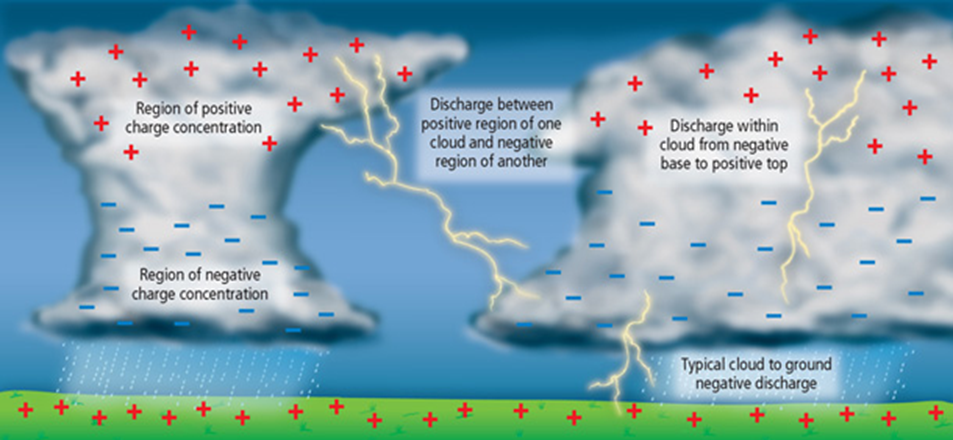 Region of positive
charge concentration
Discharge between
positive region of one
cloud and negative
region of another
Discharge within
cloud from negative
base to positive top
Region of negative
charge concentration
Typical cloud to ground
negative discharge